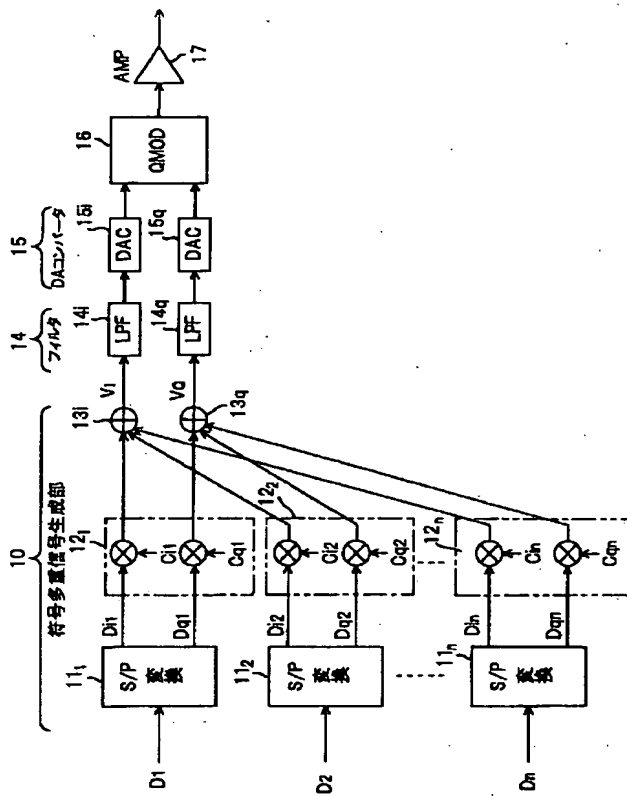 10
符号多重信号生成部
14
フィルタ
15
DAコンバータ
D1
11₁
S/P
変換
Di1
Dq1
12₁
Ci1
Cq1
13i
VI
13q
VQ
14i
LPF
14q
LPF
15i
DAC
15q
DAC
16
QMOD
AMP
17
D2
11₂
S/P
変換
Di2
Dq2
12₂
Ci2
Cq2
Dn
11n
S/P
変換
Din
Dqn
12n
Cin
Cqn